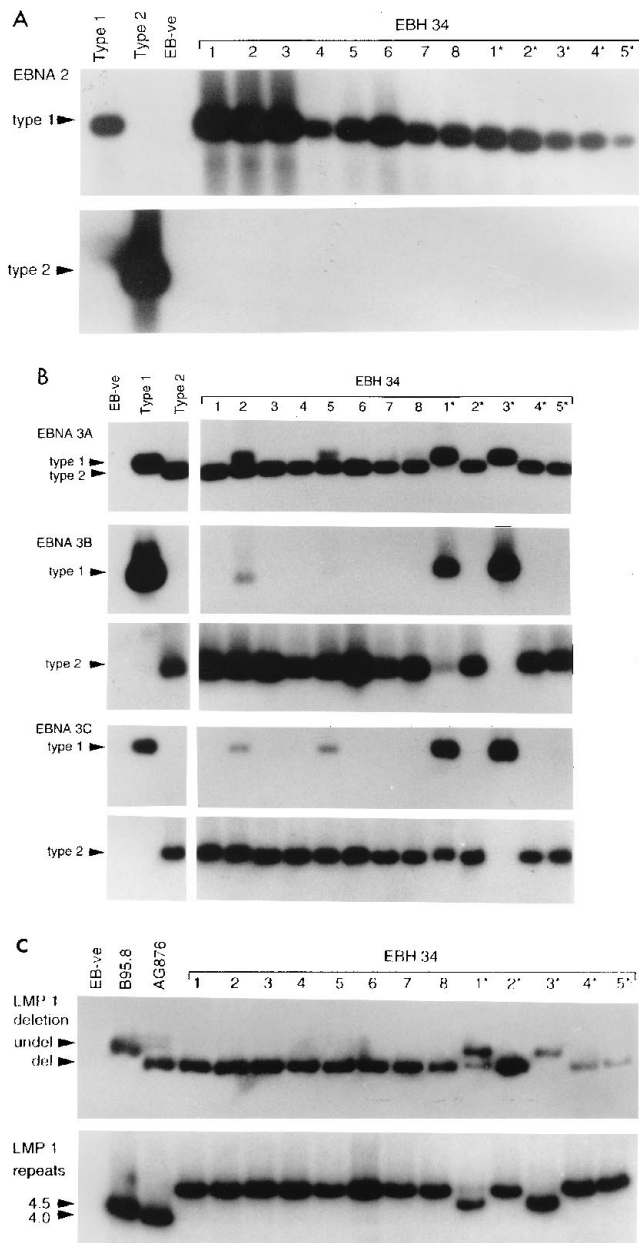 A
Type 1 Type 2 EB-ve EBH 34
1 2 3 4 5 6 7 8 1* 2* 3* 4* 5*
EBNA 2
type 1
type 2
B
EB-ve Type 1 Type 2 EBH 34
1 2 3 4 5 6 7 8 1* 2* 3* 4* 5*
EBNA 3A
type 1
type 2
EBNA 3B
type 1
type 2
EBNA 3C
type 1
type 2
C
EB-ve B95.8 AG876 EBH 34
1 2 3 4 5 6 7 8 1* 2* 3* 4* 5*
LMP 1
deletion
undel
del
LMP 1
repeats
4.5
4.0